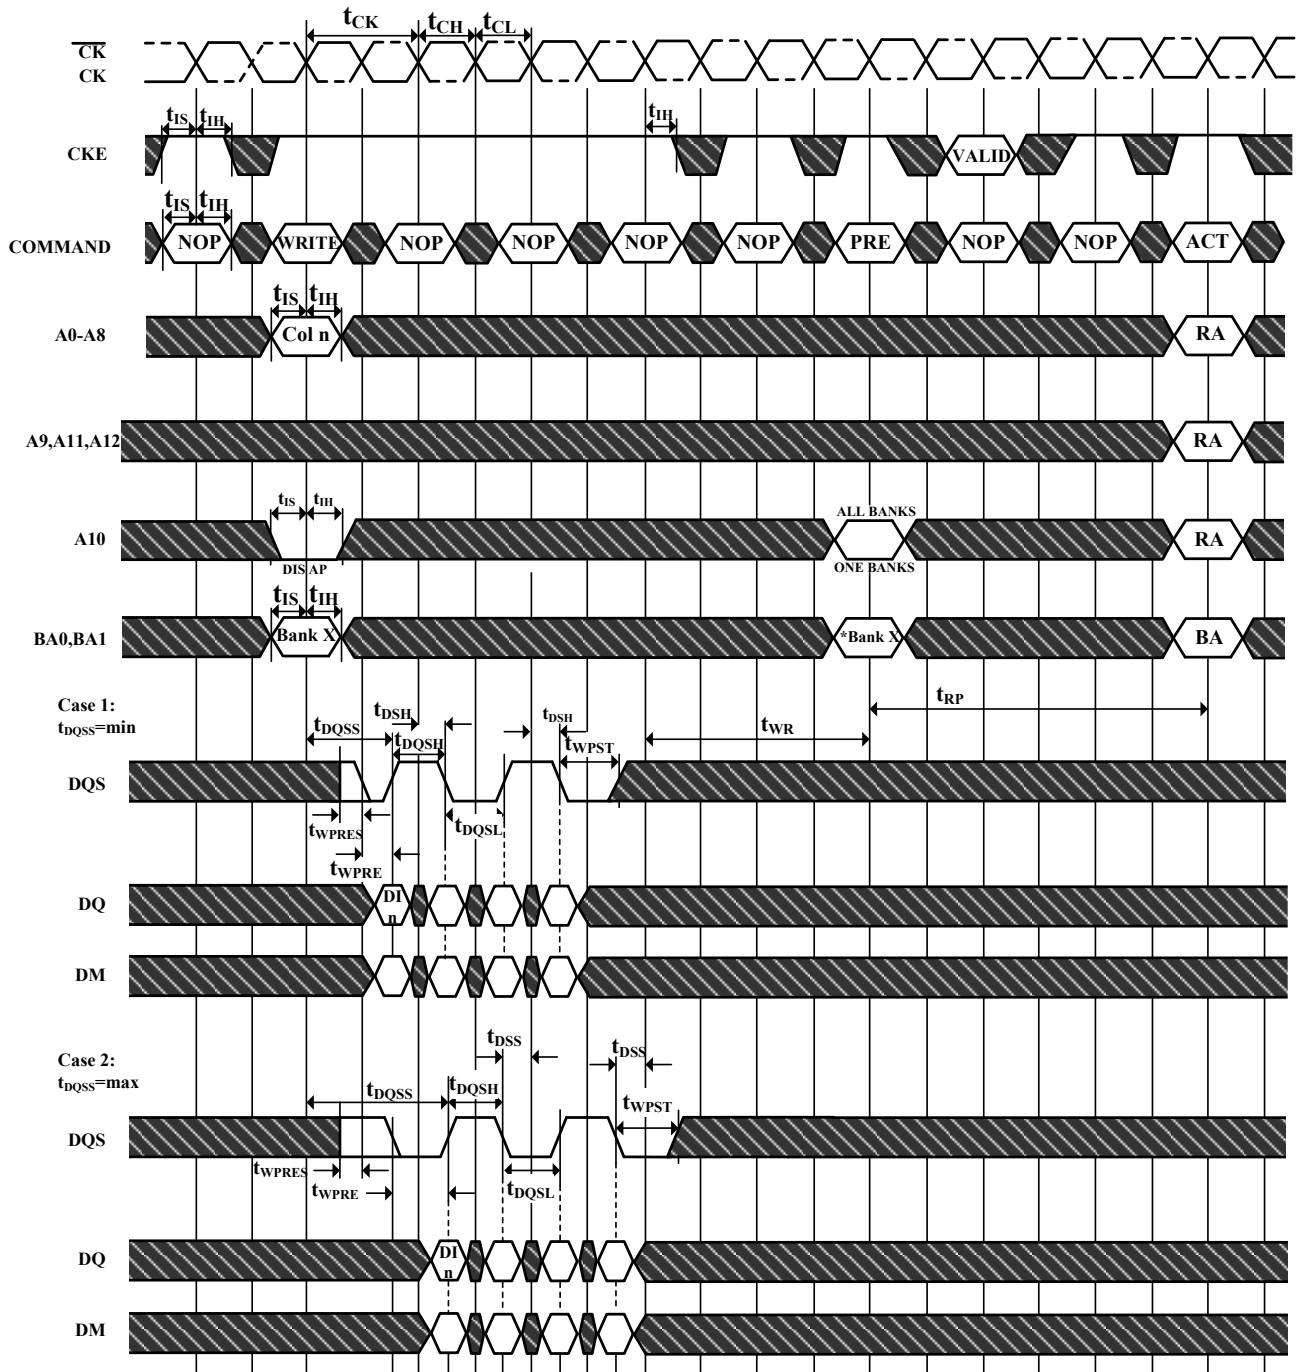 tCK tCH tCL
CK
CK
tIS tIH tIH
CKE VALID
tIS tIH
COMMAND NOP WRITE NOP NOP NOP NOP PRE NOP NOP ACT
tIS tIH
A0-A8 Col n RA
A9,A11,A12 RA
tIS tIH ALL BANKS
A10 RA
DIS AP ONE BANKS
tIS tIH
BA0,BA1 Bank X *Bank X BA
Case 1:
tDQSS=min
tDQSS tDSH tDSH tWR tRP
tDQSH tWPST
DQS
tWPRES tDQSL
tWPRE
DQ DI
n
DM
tDSS tDSS
Case 2:
tDQSS=max
tDQSS tDQSH tWPST
DQS
tWPRES tWPRE tDQSL
DQ DI
n
DM